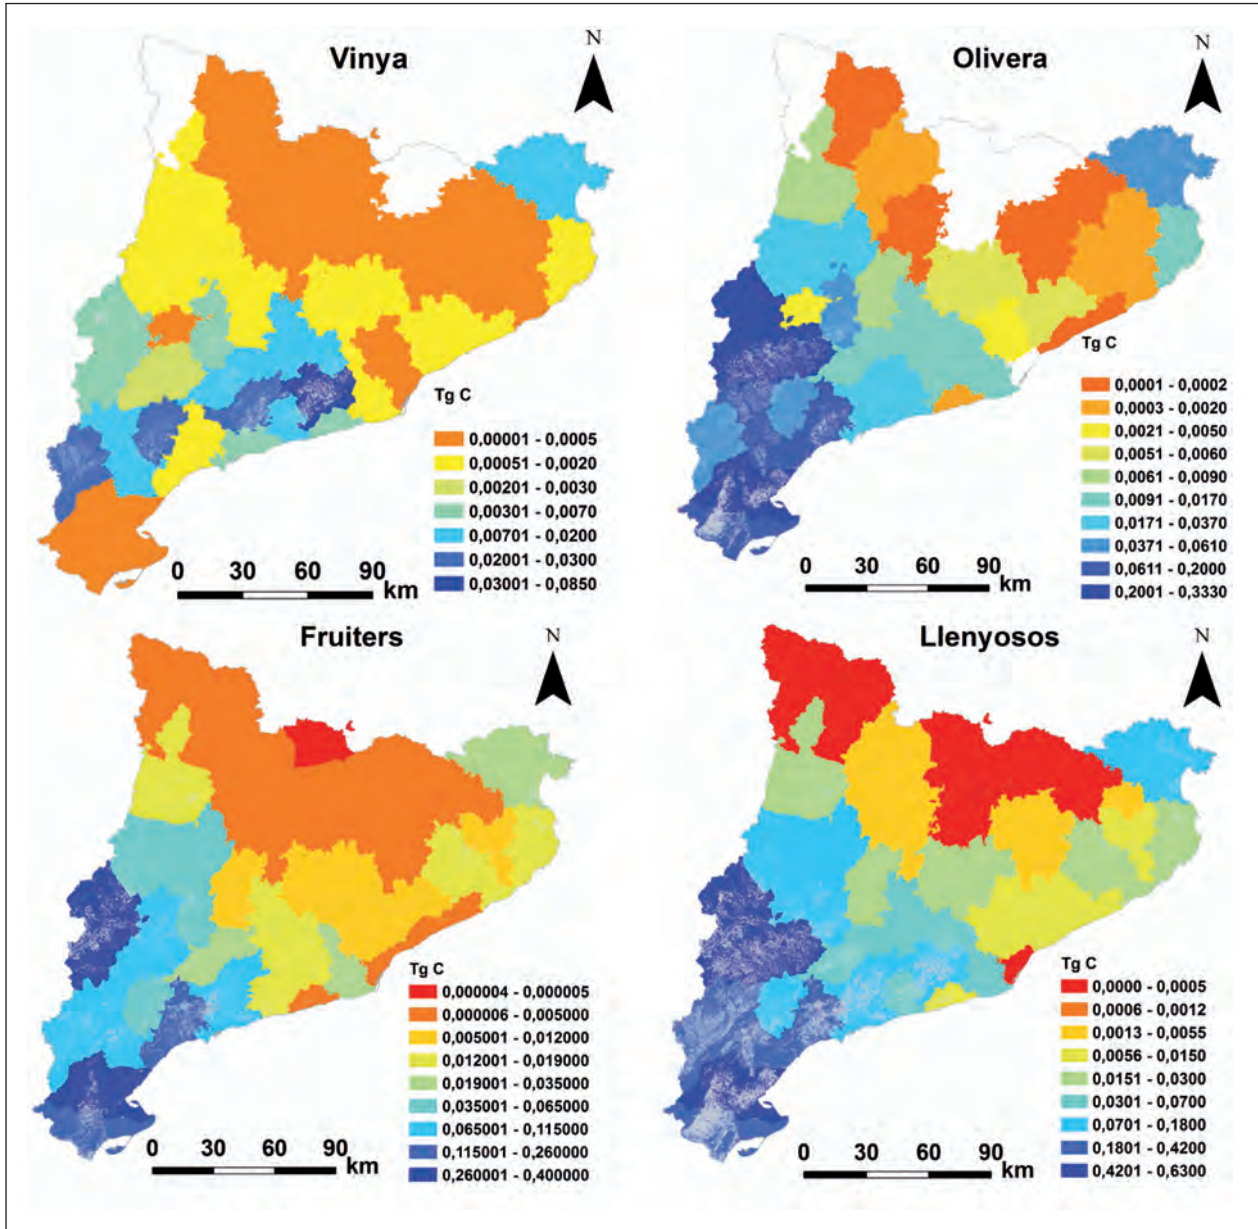 Vinya
N
Tg C
0,00001 - 0,0005
0,00051 - 0,0020
0,00201 - 0,0030
0,00301 - 0,0070
0,00701 - 0,0200
0,02001 - 0,0300
0,03001 - 0,0850
0 30 60 90
km
Olivera
N
Tg C
0,0001 - 0,0002
0,0003 - 0,0020
0,0021 - 0,0050
0,0051 - 0,0060
0,0061 - 0,0090
0,0091 - 0,0170
0,0171 - 0,0370
0,0371 - 0,0610
0,0611 - 0,2000
0,2001 - 0,3330
0 30 60 90
km
Fruiters
N
Tg C
0,000004 - 0,000005
0,000006 - 0,005000
0,005001 - 0,012000
0,012001 - 0,019000
0,019001 - 0,035000
0,035001 - 0,065000
0,065001 - 0,115000
0,115001 - 0,260000
0,260001 - 0,400000
0 30 60 90
km
Llenyosos
N
Tg C
0,0000 - 0,0005
0,0006 - 0,0012
0,0013 - 0,0055
0,0056 - 0,0150
0,0151 - 0,0300
0,0301 - 0,0700
0,0701 - 0,1800
0,1801 - 0,4200
0,4201 - 0,6300
0 30 60 90
km